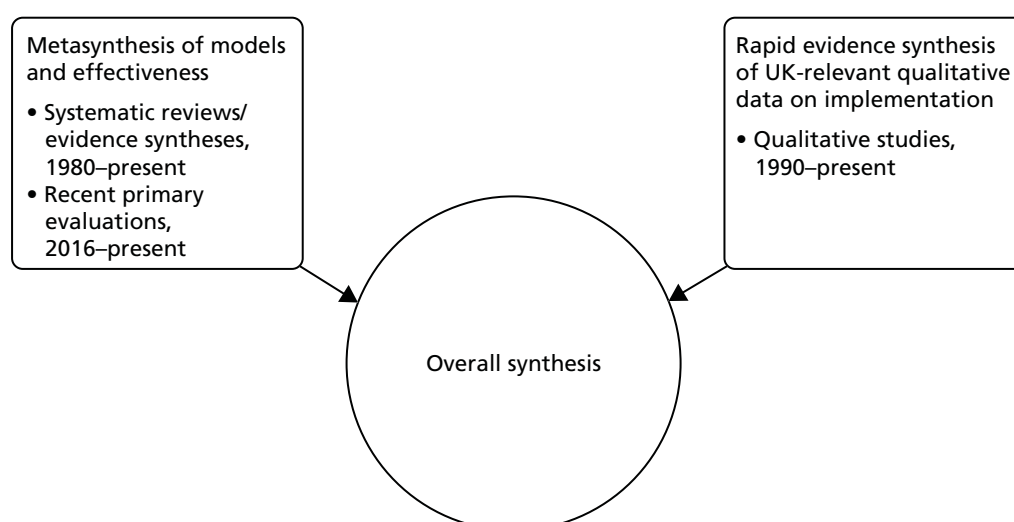 Metasynthesis of models
and effectiveness
• Systematic reviews/
evidence syntheses,
1980–present
• Recent primary
evaluations,
2016–present
Rapid evidence synthesis
of UK-relevant qualitative
data on implementation
• Qualitative studies,
1990–present
Overall synthesis